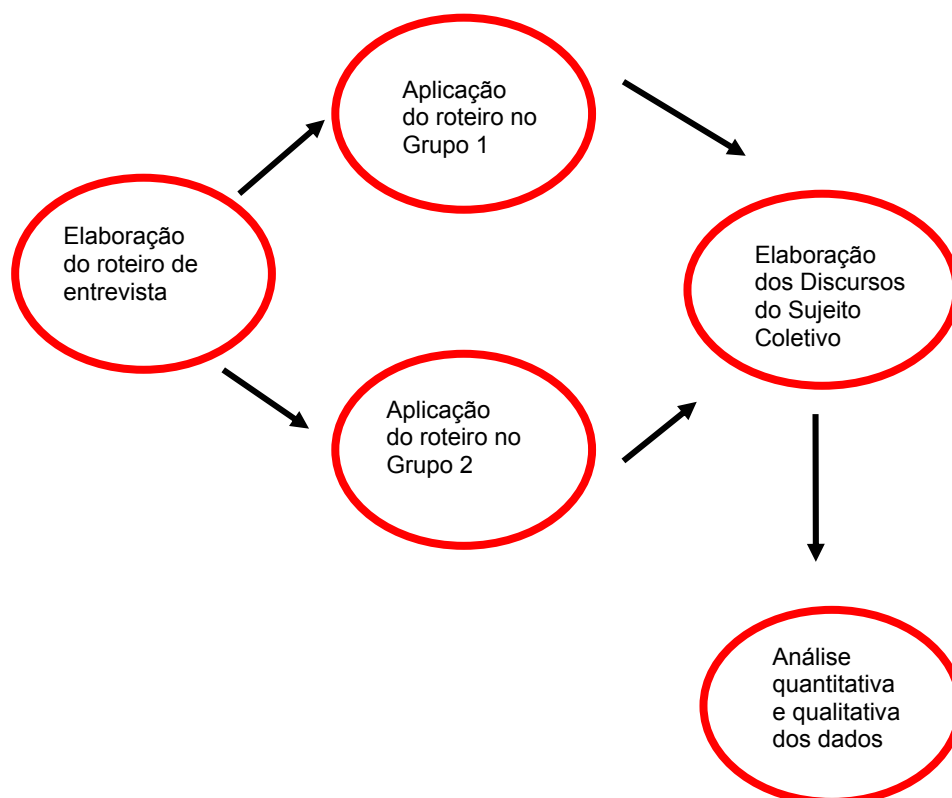 Aplicação
do roteiro no
Grupo 1
Elaboração
do roteiro de
entrevista
Elaboração
dos Discursos
do Sujeito
Coletivo
Aplicação
do roteiro no
Grupo 2
Análise
quantitativa
e qualitativa
dos dados